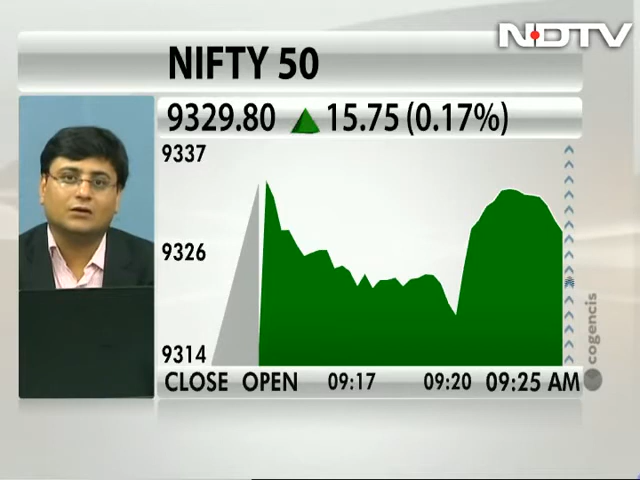 NDTV
NIFTY 50
9329.80 ▲ 15.75 (0.17%)
9337
9326
9314
CLOSE OPEN 09:17 09:20 09:25 AM
cogencis